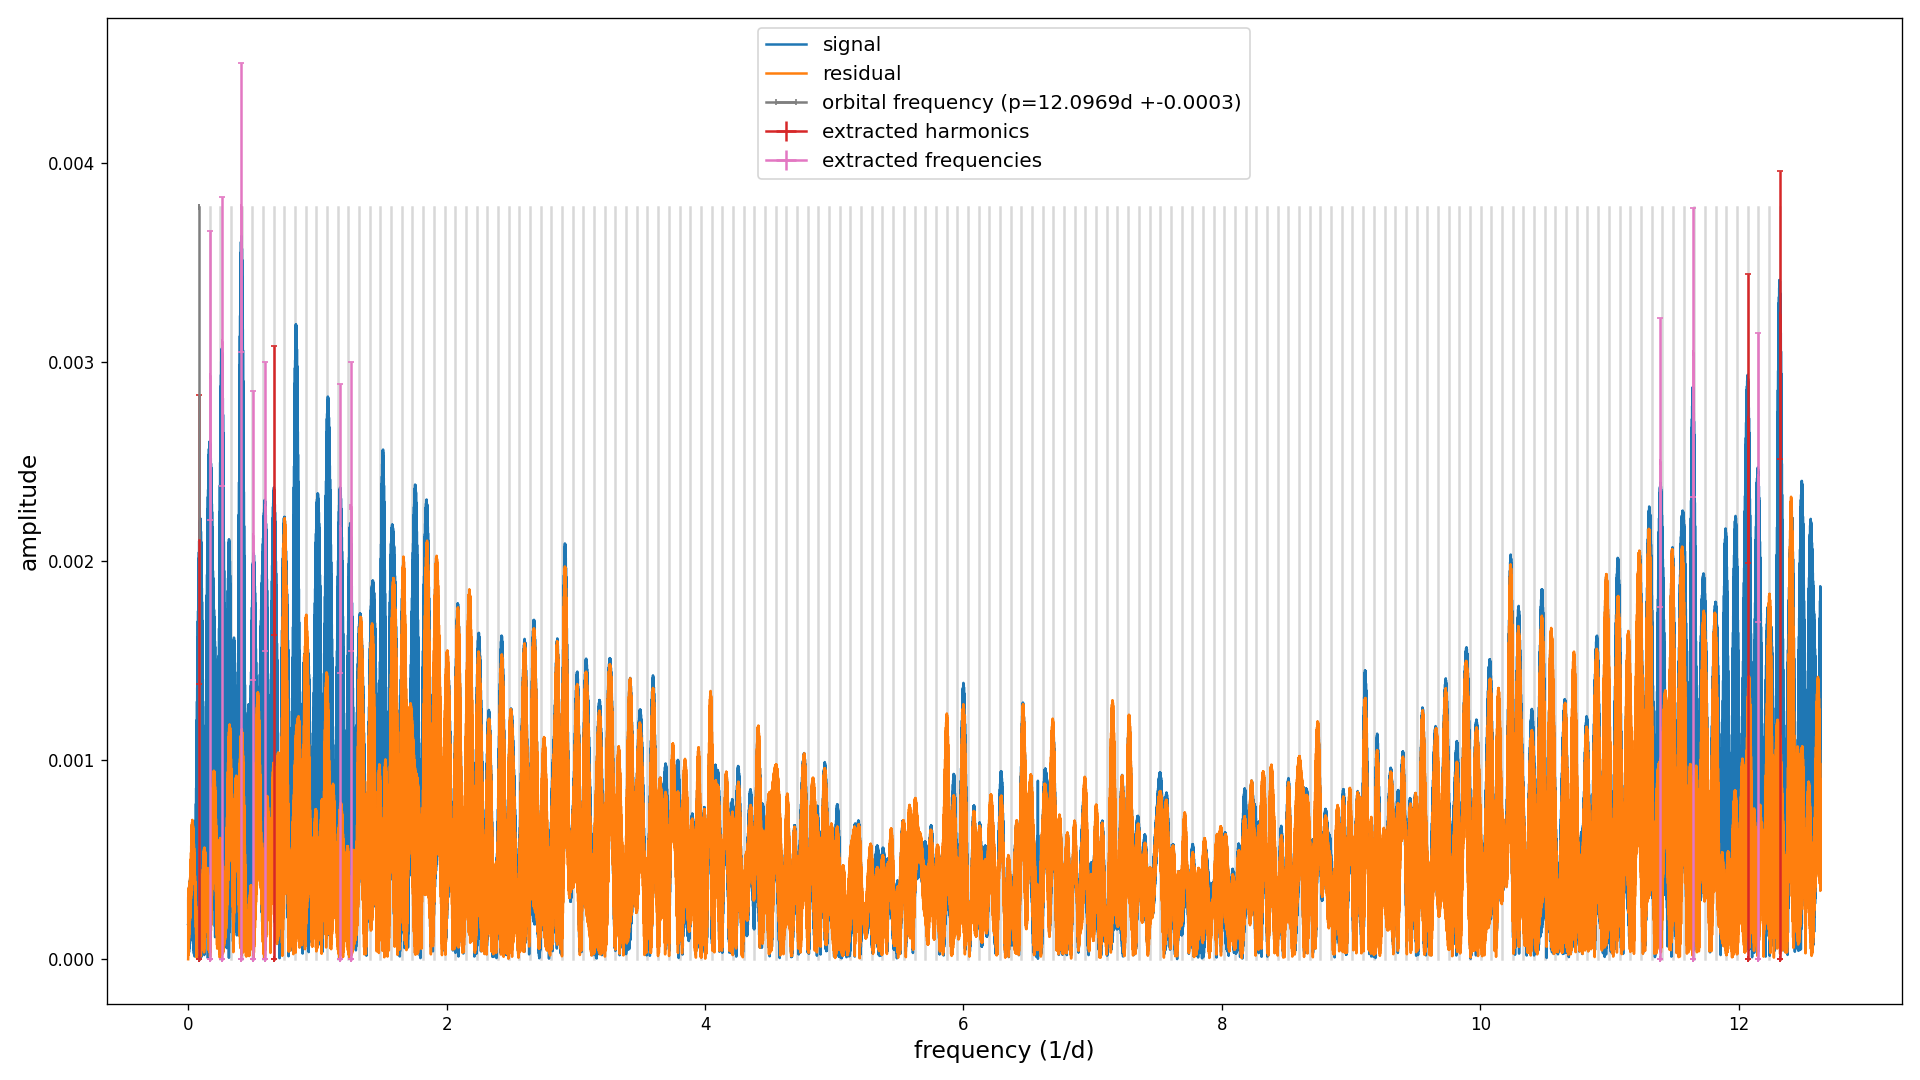 signal
residual
orbital frequency (p=12.0969d +-0.0003)
extracted harmonics
extracted frequencies
0.004
0.003
0.002
0.001
0.000
amplitude
0 2 4 6 8 10 12
frequency (1/d)